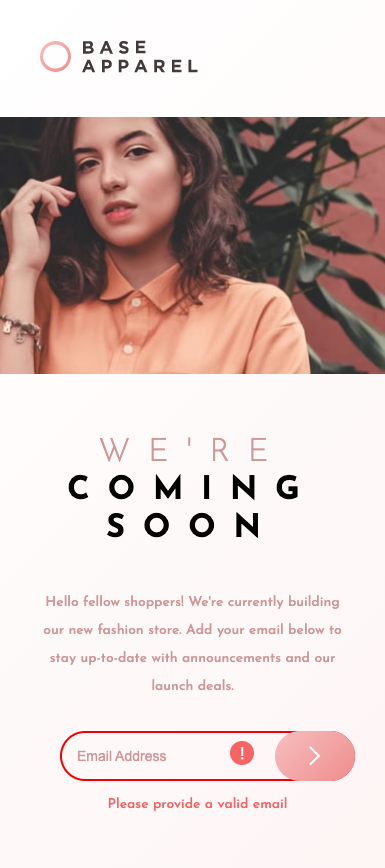 BASE
APPAREL
WE'RE
COMING
SOON
Hello fellow shoppers! We're currently building
our new fashion store. Add your email below to
stay up-to-date with announcements and our
launch deals.
Email Address
!
Please provide a valid email